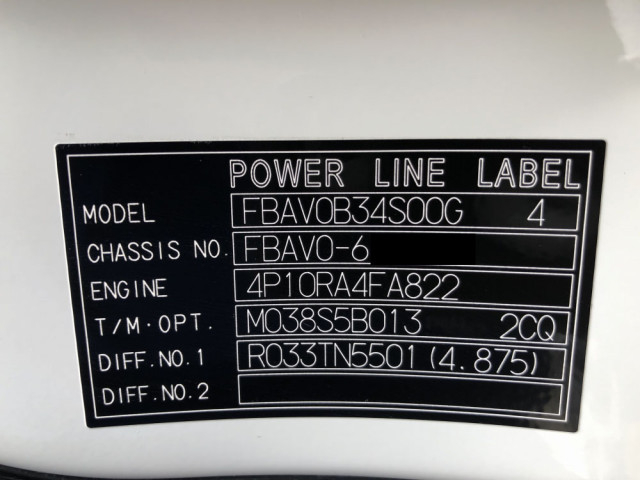 POWER LINE LABEL
MODEL FBAV0B34S00G 4
CHASSIS NO. FBAV0-6
ENGINE 4P10RA4FA822
T/M·OPT. M038S5B013 2CQ
DIFF.NO.1 R033TN5501(4.875)
DIFF.NO.2